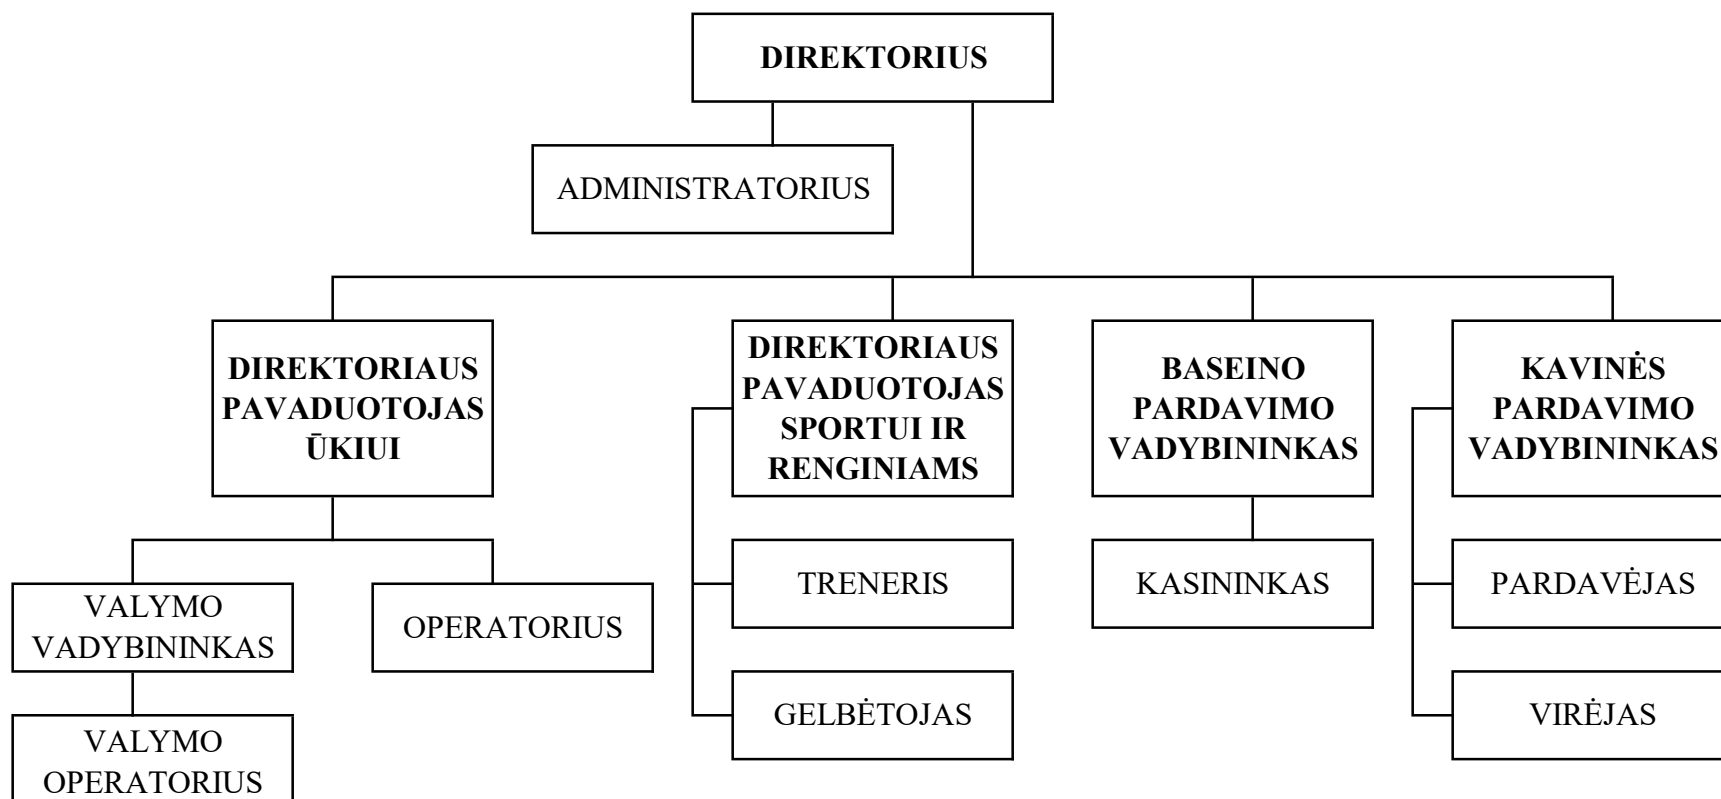 DIREKTORIUS
ADMINISTRATORIUS
DIREKTORIAUS
PAVADUOTOJAS
ŪKIUI
DIREKTORIAUS
PAVADUOTOJAS
SPORTUI IR
RENGINIAMS
BASEINO
PARDAVIMO
VADYBININKAS
KAVINĖS
PARDAVIMO
VADYBININKAS
VALYMO
VADYBININKAS
OPERATORIUS
TRENERIS
KASININKAS
PARDAVĖJAS
VALYMO
OPERATORIUS
GELBĖTOJAS
VIRĖJAS